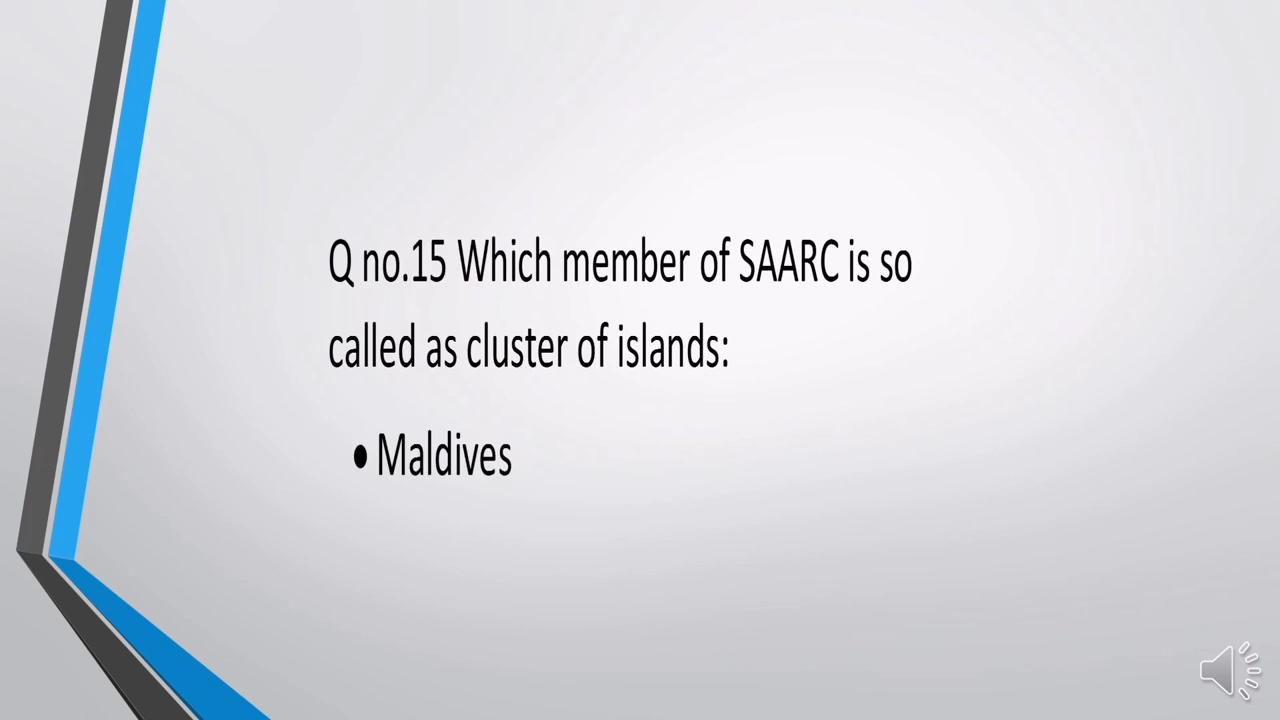 Q no.15 Which member of SAARC is so
called as cluster of islands:
• Maldives